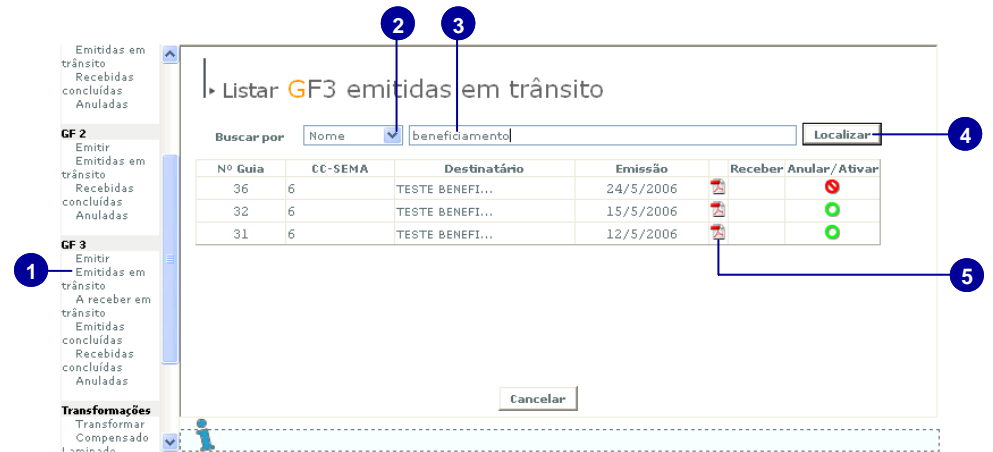 2
3
Emitidas em
trânsito
Recebidas
concluídas
Anuladas
GF 2
Emitir
Emitidas em
trânsito
Recebidas
concluídas
Anuladas
GF 3
Emitir
1
Emitidas em
trânsito
A receber em
trânsito
Emitidas
concluídas
Recebidas
concluídas
Anuladas
Transformações
Transformar
Compensado
Laminado
Listar GF3 emitidas em trânsito
Buscar por Nome beneficiamento Localizar
4
Nº Guia CC-SEMA Destinatário Emissão Receber Anular/Ativar
36 6 TESTE BENEFI... 24/5/2006
32 6 TESTE BENEFI... 15/5/2006
31 6 TESTE BENEFI... 12/5/2006
5
Cancelar